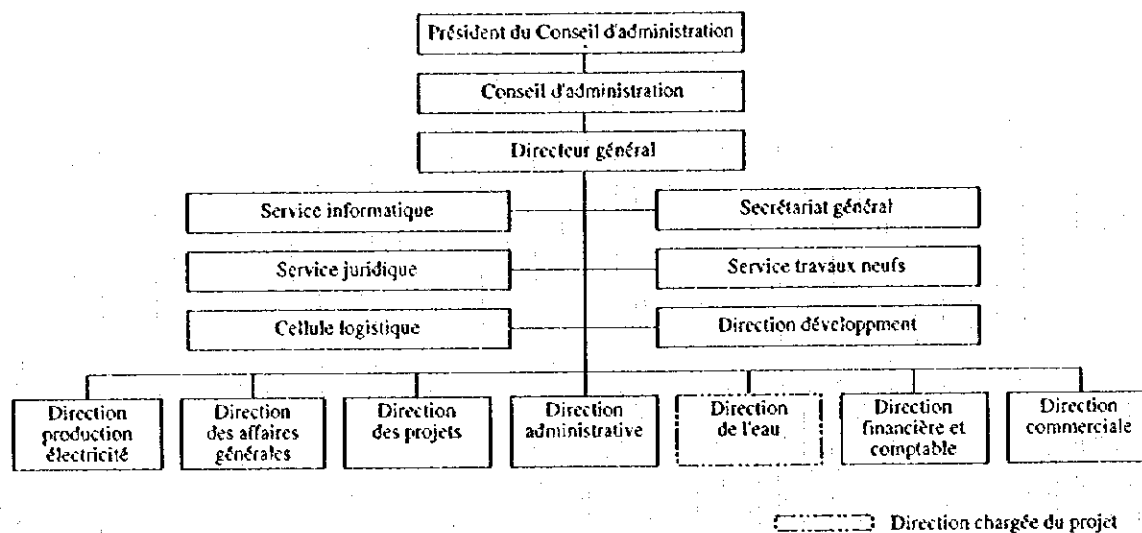 Président du Conseil d'administration
Conseil d'administration
Directeur général
Service informatique
Secrétariat général
Service juridique
Service travaux neufs
Cellule logistique
Direction développment
Direction
production
électricité
Direction
des affaires
générales
Direction
des projets
Direction
administrative
Direction
de l'eau
Direction
financière et
comptable
Direction
commerciale
Direction chargée du projet